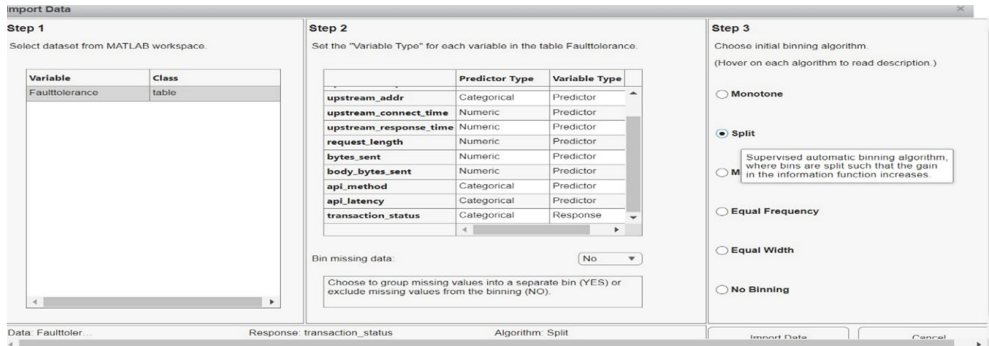 Import Data
Step 1
Select dataset from MATLAB workspace.
Variable Class
Faulttolerance table
Step 2
Set the "Variable Type" for each variable in the table Faulttolerance.
Predictor Type Variable Type
upstream_addr Categorical Predictor
upstream_connect_time Numeric Predictor
upstream_response_time Numeric Predictor
request_length Numeric Predictor
bytes_sent Numeric Predictor
body_bytes_sent Numeric Predictor
api_method Categorical Predictor
api_latency Categorical Predictor
transaction_status Categorical Response
Bin missing data: No
Choose to group missing values into a separate bin (YES) or
exclude missing values from the binning (NO).
Step 3
Choose initial binning algorithm.
(Hover on each algorithm to read description.)
Monotone
Split
Supervised automatic binning algorithm,
where bins are split such that the gain
in the information function increases.
M
Equal Frequency
Equal Width
No Binning
Data: Faulttoler... Response: transaction_status Algorithm: Split
Import Data Cancel